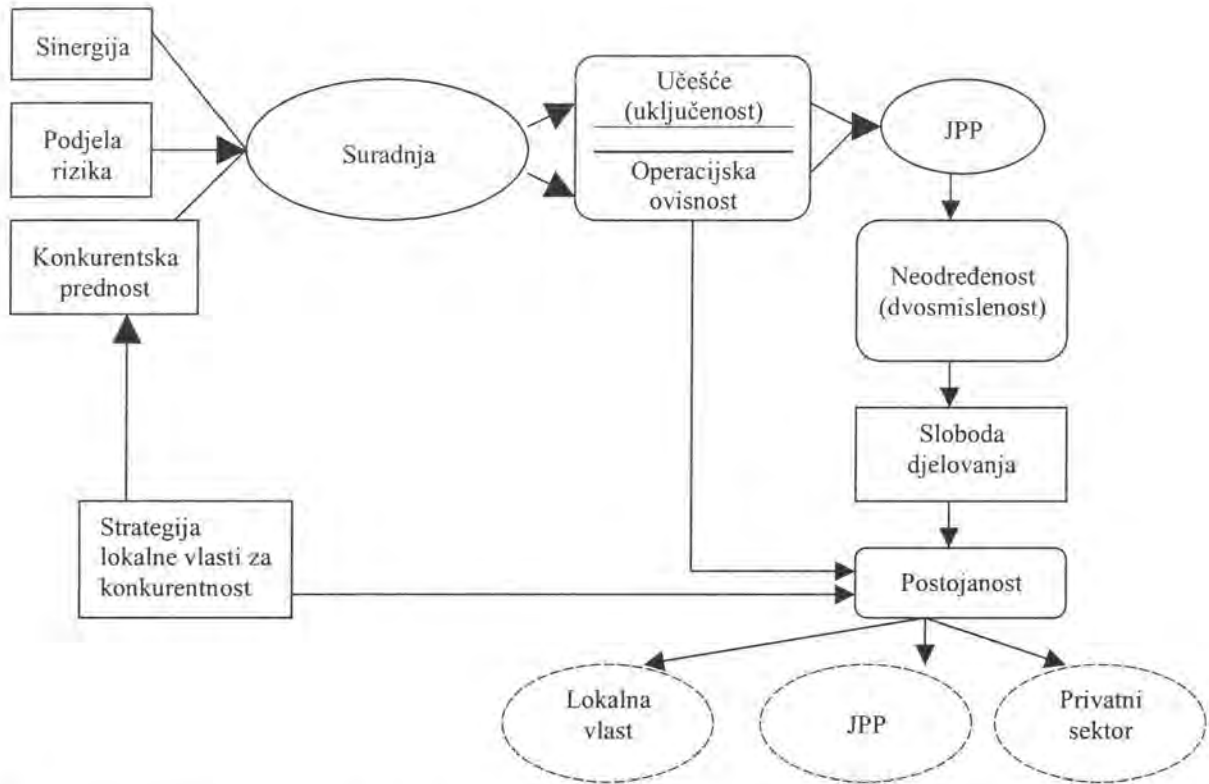 Sinergija
Podjela
rizika
Konkurentska
prednost
Suradnja
Učešće
(uključenost)
Operacijska
ovisnost
JPP
Neodređenost
(dvosmislenost)
Sloboda
djelovanja
Strategija
lokalne vlasti za
konkurentnost
Postojanost
Lokalna
vlast
JPP
Privatni
sektor